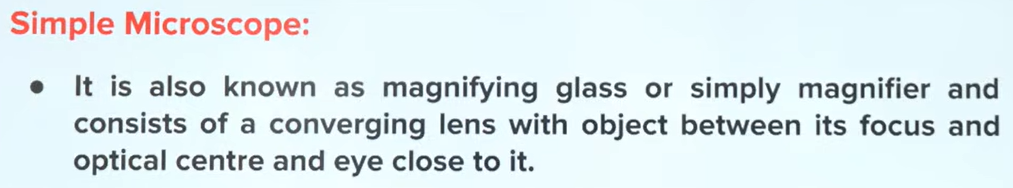 Simple Microscope:
● It is also known as magnifying glass or simply magnifier and
consists of a converging lens with object between its focus and
optical centre and eye close to it.